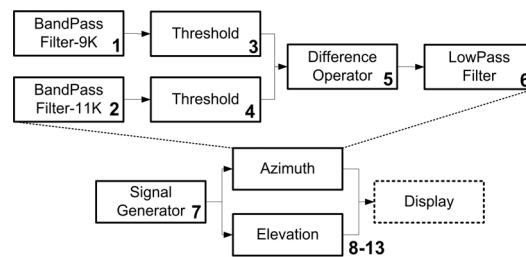 BandPass
Filter-9K 1
Threshold 3
BandPass
Filter-11K 2
Threshold 4
Difference
Operator 5
LowPass
Filter 6
Signal
Generator 7
Azimuth
Elevation
8-13
Display